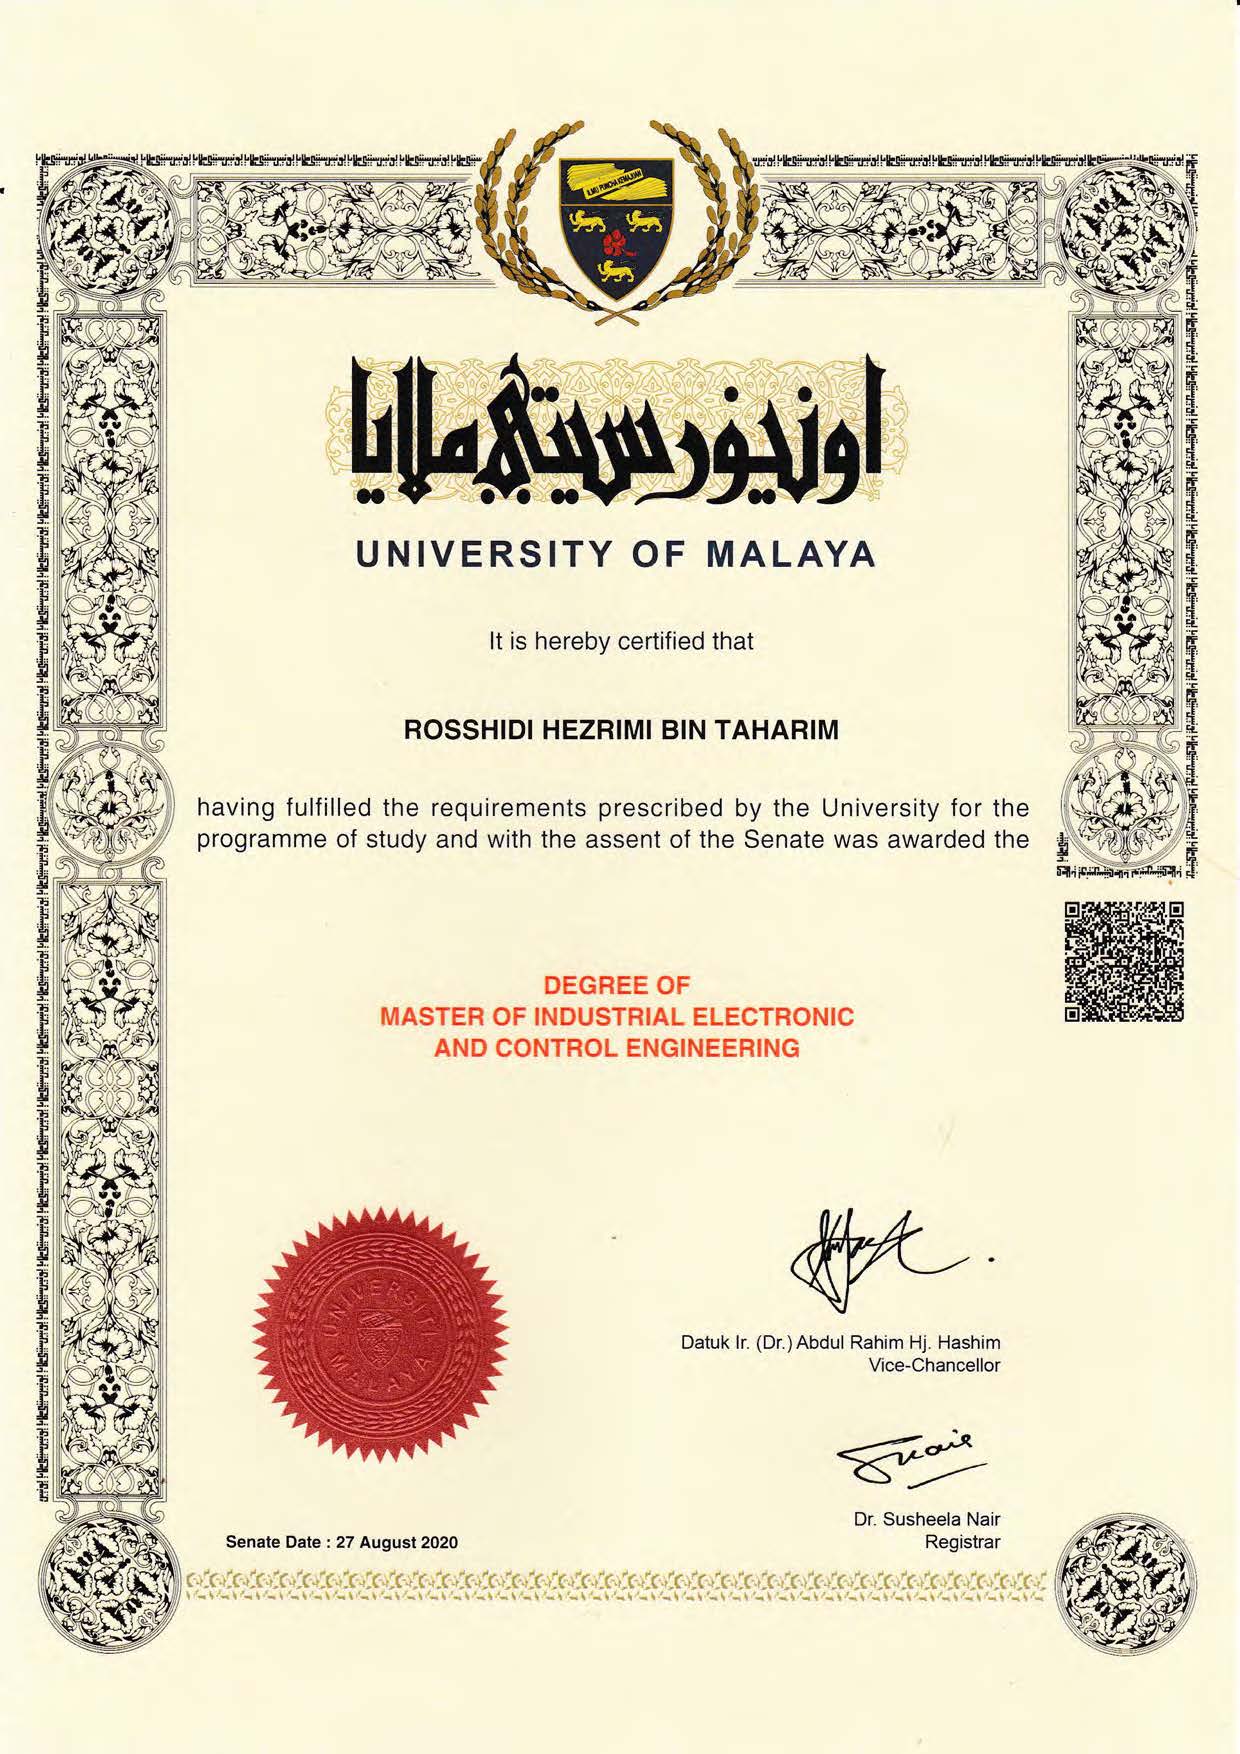 ILMU PUNCHA KEMAJUAN
اونيۏرسيتي ملايا
UNIVERSITY OF MALAYA
It is hereby certified that
ROSSHIDI HEZRIMI BIN TAHARIM
having fulfilled the requirements prescribed by the University for the
programme of study and with the assent of the Senate was awarded the
DEGREE OF
MASTER OF INDUSTRIAL ELECTRONIC
AND CONTROL ENGINEERING
UNIVERSITI
MALAYA
Datuk Ir. (Dr.) Abdul Rahim Hj. Hashim
Vice-Chancellor
Dr. Susheela Nair
Registrar
Senate Date : 27 August 2020